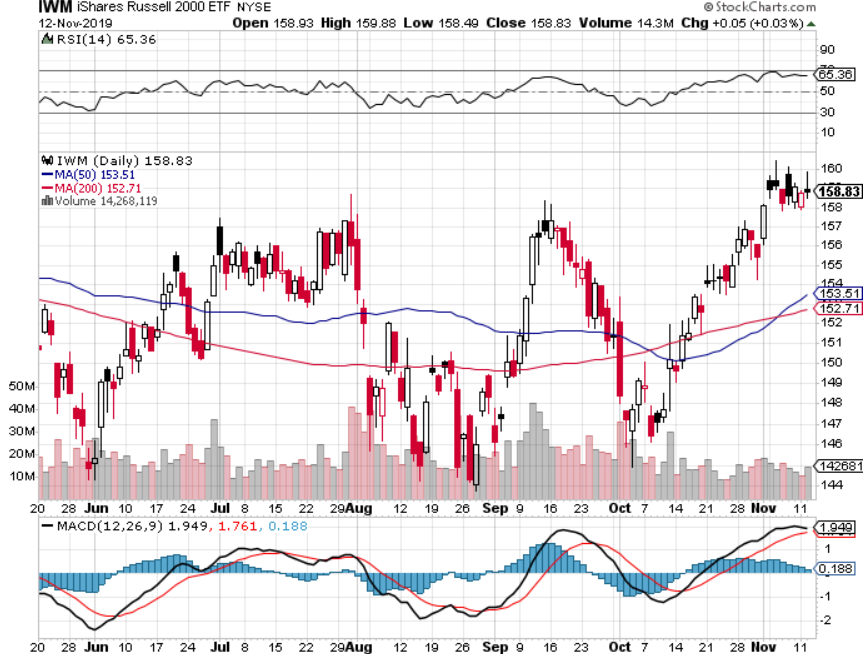 IWM iShares Russell 2000 ETF NYSE © StockCharts.com
12-Nov-2019 Open 158.93 High 159.88 Low 158.49 Close 158.83 Volume 14.3M Chg +0.05 (+0.03%)
RSI(14) 65.36
90
65.36
50
30
10
IWM (Daily) 158.83
MA(50) 153.51
MA(200) 152.71
Volume 14,268,119
160
158.83
158
157
156
155
154
153.51
152.71
152
151
150
149
148
147
146
144
50M
40M
30M
20M
10M
142681
20 28 Jun 10 17 24 Jul 8 15 22 29 Aug 12 19 26 Sep 9 16 23 Oct 7 14 21 28 Nov 11
MACD(12,26,9) 1.949, 1.761, 0.188
1.949
1
0.188
-1
-2
20 28 Jun 10 17 24 Jul 8 15 22 29 Aug 12 19 26 Sep 9 16 23 Oct 7 14 21 28 Nov 11